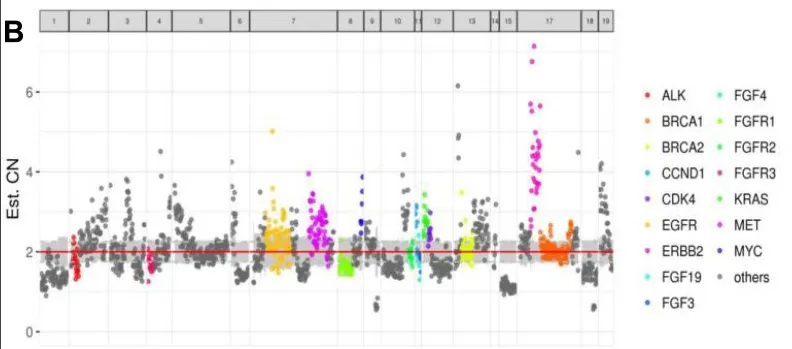 B
1 2 3 4 5 6 7 8 9 10 11 12 13 14 15 17 18 19
Est. CN
6
4
2
0
ALK
BRCA1
BRCA2
CCND1
CDK4
EGFR
ERBB2
FGF19
FGF3
FGF4
FGFR1
FGFR2
FGFR3
KRAS
MET
MYC
others